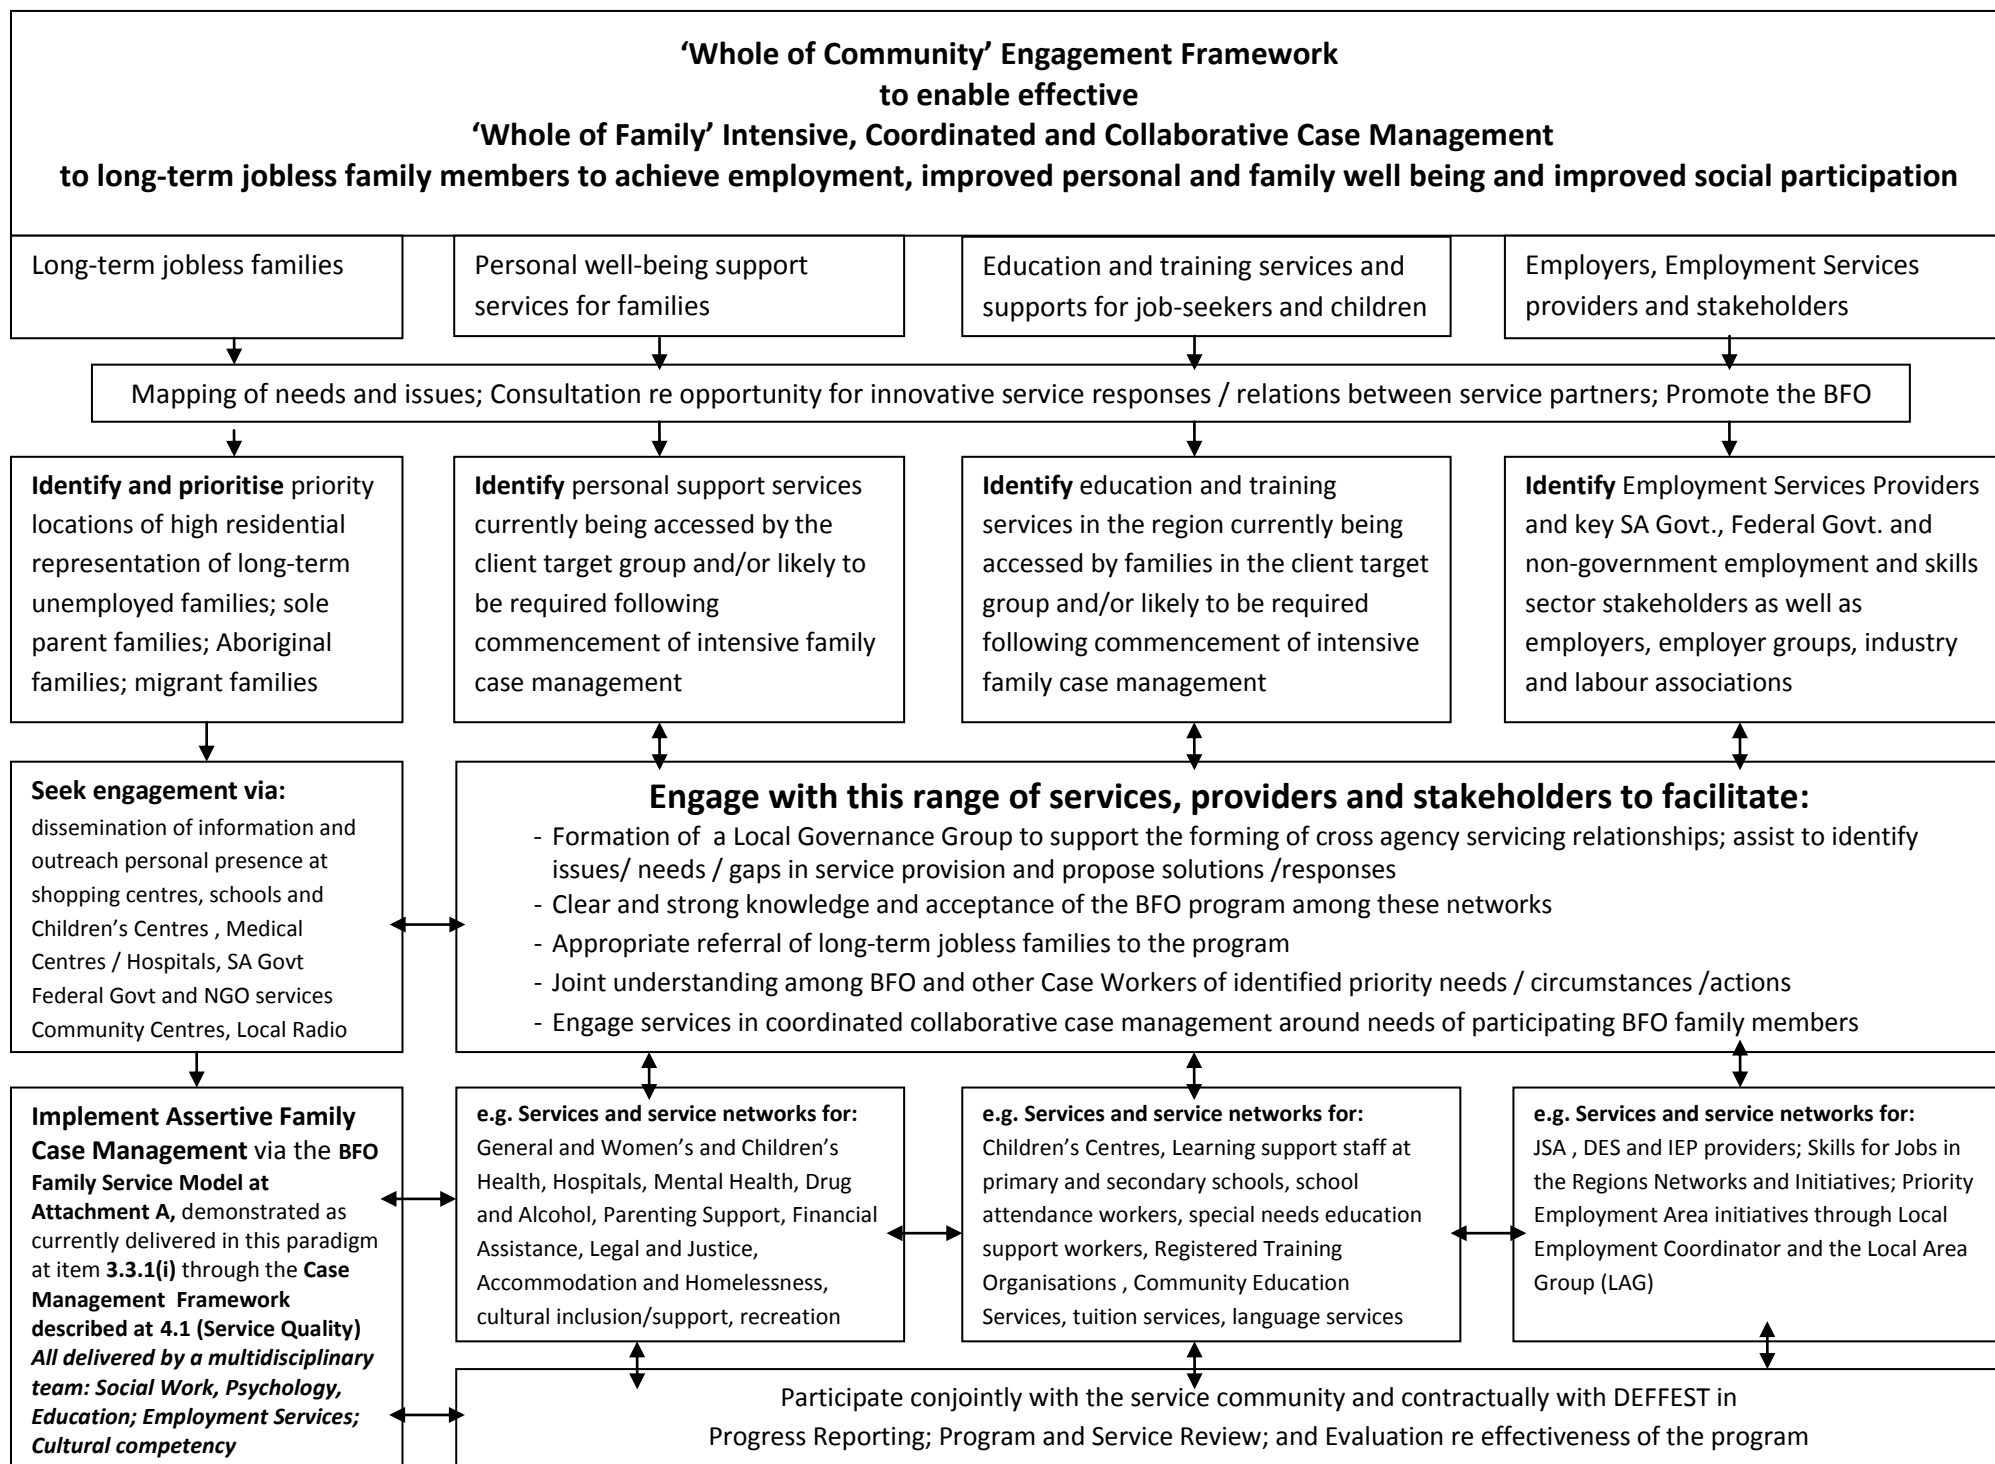 ‘Whole of Community’ Engagement Framework
to enable effective
‘Whole of Family’ Intensive, Coordinated and Collaborative Case Management
to long-term jobless family members to achieve employment, improved personal and family well being and improved social participation
Long-term jobless families
Personal well-being support
services for families
Education and training services and
supports for job-seekers and children
Employers, Employment Services
providers and stakeholders
Mapping of needs and issues; Consultation re opportunity for innovative service responses / relations between service partners; Promote the BFO
Identify and prioritise priority
locations of high residential
representation of long-term
unemployed families; sole
parent families; Aboriginal
families; migrant families
Identify personal support services
currently being accessed by the
client target group and/or likely to
be required following
commencement of intensive family
case management
Identify education and training
services in the region currently being
accessed by families in the client target
group and/or likely to be required
following commencement of intensive
family case management
Identify Employment Services Providers
and key SA Govt., Federal Govt. and
non-government employment and skills
sector stakeholders as well as
employers, employer groups, industry
and labour associations
Seek engagement via:
dissemination of information and
outreach personal presence at
shopping centres, schools and
Children’s Centres , Medical
Centres / Hospitals, SA Govt
Federal Govt and NGO services
Community Centres, Local Radio
Engage with this range of services, providers and stakeholders to facilitate:
- Formation of a Local Governance Group to support the forming of cross agency servicing relationships; assist to identify
issues/ needs / gaps in service provision and propose solutions /responses
- Clear and strong knowledge and acceptance of the BFO program among these networks
- Appropriate referral of long-term jobless families to the program
- Joint understanding among BFO and other Case Workers of identified priority needs / circumstances /actions
- Engage services in coordinated collaborative case management around needs of participating BFO family members
Implement Assertive Family
Case Management via the BFO
Family Service Model at
Attachment A, demonstrated as
currently delivered in this paradigm
at item 3.3.1(i) through the Case
Management Framework
described at 4.1 (Service Quality)
All delivered by a multidisciplinary
team: Social Work, Psychology,
Education; Employment Services;
Cultural competency
e.g. Services and service networks for:
General and Women’s and Children’s
Health, Hospitals, Mental Health, Drug
and Alcohol, Parenting Support, Financial
Assistance, Legal and Justice,
Accommodation and Homelessness,
cultural inclusion/support, recreation
e.g. Services and service networks for:
Children’s Centres, Learning support staff at
primary and secondary schools, school
attendance workers, special needs education
support workers, Registered Training
Organisations , Community Education
Services, tuition services, language services
e.g. Services and service networks for:
JSA , DES and IEP providers; Skills for Jobs in
the Regions Networks and Initiatives; Priority
Employment Area initiatives through Local
Employment Coordinator and the Local Area
Group (LAG)
Participate conjointly with the service community and contractually with DEFFEST in
Progress Reporting; Program and Service Review; and Evaluation re effectiveness of the program